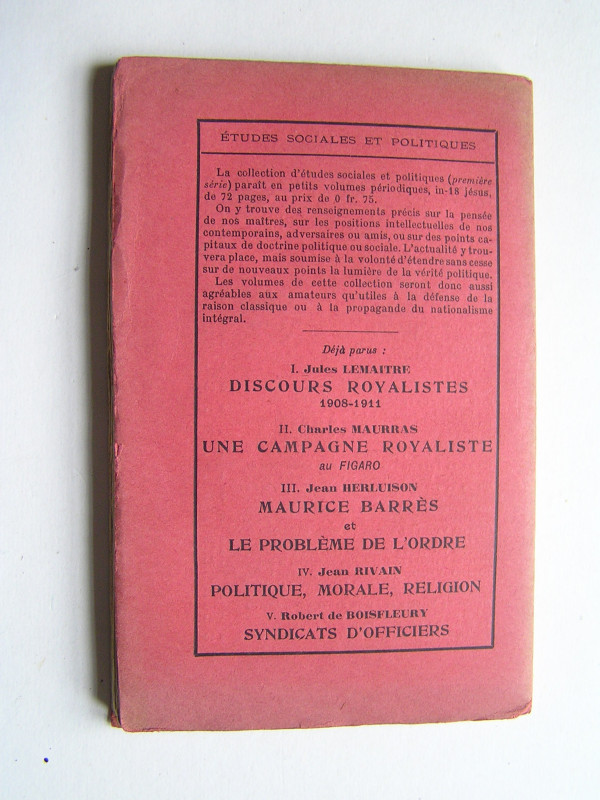 ÉTUDES SOCIALES ET POLITIQUES
La collection d'études sociales et politiques (première
série) paraît en petits volumes périodiques, in-18 jésus,
de 72 pages, au prix de 0 fr. 75.
On y trouve des renseignements précis sur la pensée
de nos maîtres, sur les positions intellectuelles de nos
contemporains, adversaires ou amis, ou sur des points ca-
pitaux de doctrine politique ou sociale. L'actualité y trou-
vera place, mais soumise à la volonté d'étendre sans cesse
sur de nouveaux points la lumière de la vérité politique.
Les volumes de cette collection seront donc aussi
agréables aux amateurs qu'utiles à la défense de la
raison classique ou à la propagande du nationalisme
intégral.
Déjà parus :
I. Jules LEMAITRE
DISCOURS ROYALISTES
1908-1911
II. Charles MAURRAS
UNE CAMPAGNE ROYALISTE
au FIGARO
III. Jean HERLUISON
MAURICE BARRÈS
et
LE PROBLÈME DE L'ORDRE
IV. Jean RIVAIN
POLITIQUE, MORALE, RELIGION
V. Robert de BOISFLEURY
SYNDICATS D'OFFICIERS